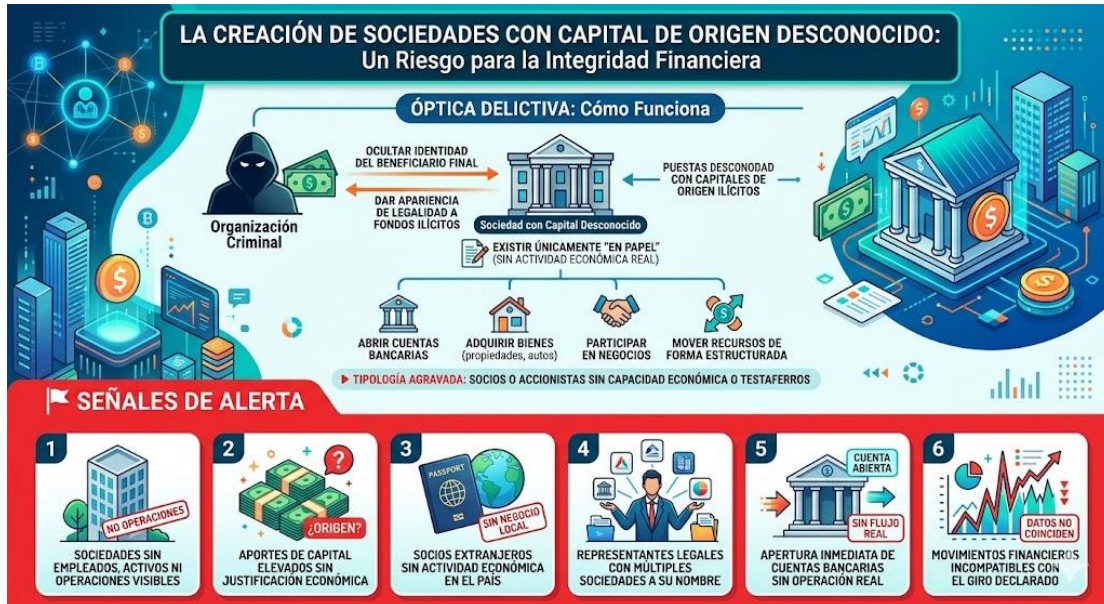 LA CREACIÓN DE SOCIEDADES CON CAPITAL DE ORIGEN DESCONOCIDO:
Un Riesgo para la Integridad Financiera
ÓPTICA DELICTIVA: Cómo Funciona
OCULTAR IDENTIDAD
DEL BENEFICIARIO FINAL
DAR APARIENCIA
DE LEGALIDAD A
FONDOS ILÍCITOS
Organización
Criminal
PUESTAS DESCONODAD
CON CAPITALES DE
ORIGEN ILÍCITOS
Sociedad con Capital Desconocido
EXISTIR ÚNICAMENTE "EN PAPEL"
(SIN ACTIVIDAD ECONÓMICA REAL)
ABRIR CUENTAS
BANCARIAS
ADQUIRIR BIENES
(propiedades, autos)
PARTICIPAR
EN NEGOCIOS
MOVER RECURSOS DE
FORMA ESTRUCTURADA
TIPOLOGÍA AGRAVADA: SOCIOS O ACCIONISTAS SIN CAPACIDAD ECONÓMICA O TESTAFERROS
SEÑALES DE ALERTA
1
NO OPERACIONES
SOCIEDADES SIN
EMPLEADOS, ACTIVOS NI
OPERACIONES VISIBLES
2
?
¿ORIGEN?
APORTES DE CAPITAL
ELEVADOS SIN
JUSTIFICACIÓN ECONÓMICA
3
PASSPORT
SIN NEGOCIO
LOCAL
SOCIOS EXTRANJEROS
SIN ACTIVIDAD ECONÓMICA
EN EL PAÍS
4
REPRESENTANTES LEGALES
CON MÚLTIPLES
SOCIEDADES A SU NOMBRE
5
CUENTA
ABIERTA
SIN FLUJO
REAL
APERTURA INMEDIATA DE
CUENTAS BANCARIAS
SIN OPERACIÓN REAL
6
DATOS NO
COINCIDEN
MOVIMIENTOS FINANCIEROS
INCOMPATIBLES CON
EL GIRO DECLARADO